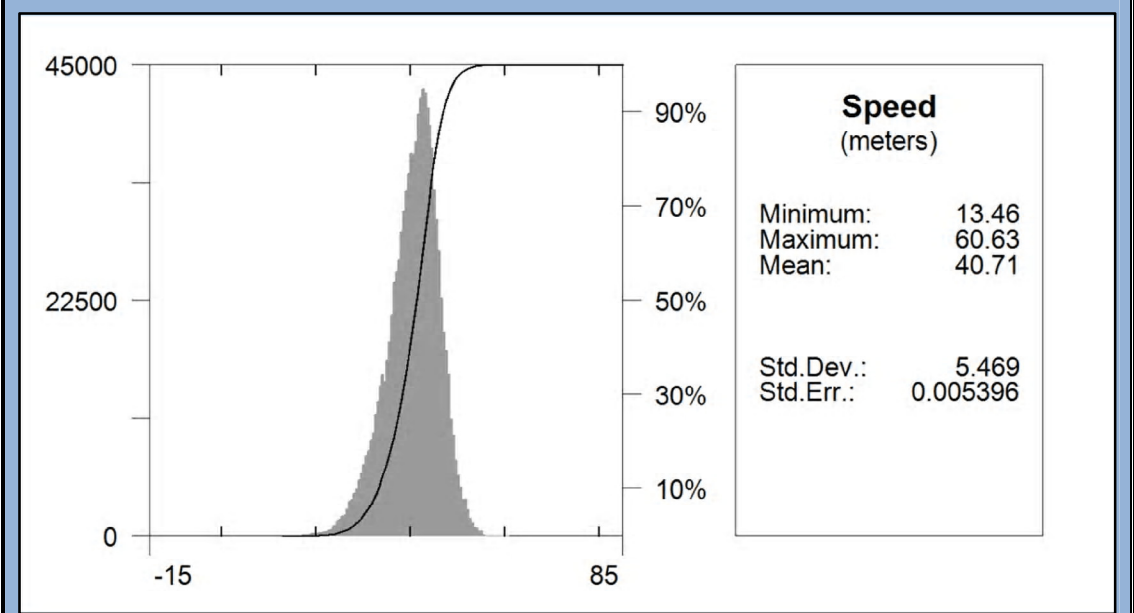 45000
22500
0
-15
85
90%
70%
50%
30%
10%
Speed
(meters)
Minimum: 13.46
Maximum: 60.63
Mean: 40.71
Std.Dev.: 5.469
Std.Err.: 0.005396